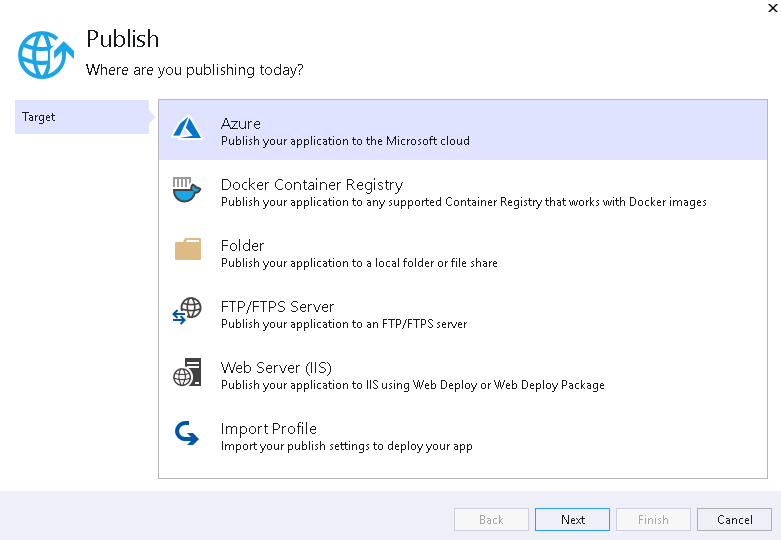 Publish
Where are you publishing today?
Target
Azure
Publish your application to the Microsoft cloud
Docker Container Registry
Publish your application to any supported Container Registry that works with Docker images
Folder
Publish your application to a local folder or file share
FTP/FTPS Server
Publish your application to an FTP/FTPS server
Web Server (IIS)
Publish your application to IIS using Web Deploy or Web Deploy Package
Import Profile
Import your publish settings to deploy your app
Back
Next
Finish
Cancel